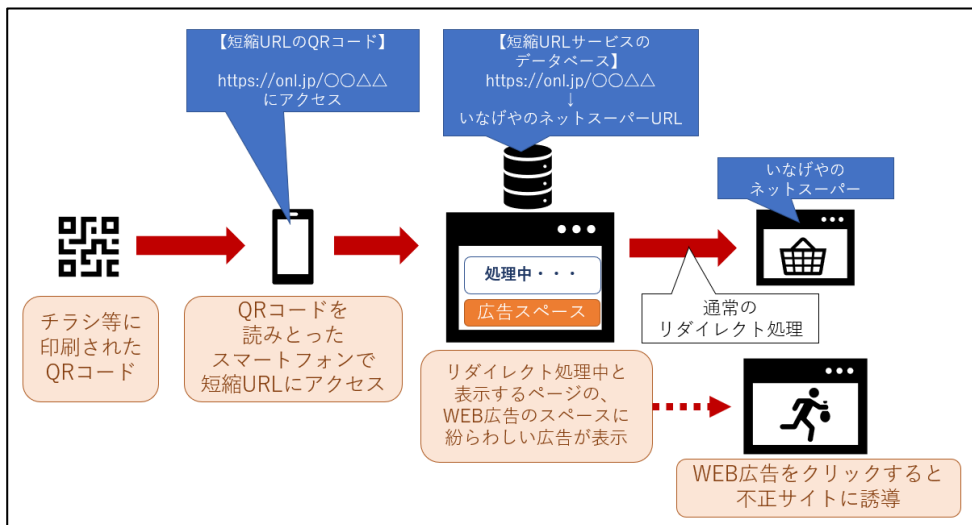 【短縮URLのQRコード】
https://onl.jp/〇〇△△
にアクセス
【短縮URLサービスの
データベース】
https://onl.jp/〇〇△△
↓
いなげやのネットスーパーURL
いなげやの
ネットスーパー
処理中・・・
広告スペース
通常の
リダイレクト処理
チラシ等に
印刷された
QRコード
QRコードを
読みとった
スマートフォンで
短縮URLにアクセス
リダイレクト処理中と
表示するページの、
WEB広告のスペースに
紛らわしい広告が表示
WEB広告をクリックすると
不正サイトに誘導